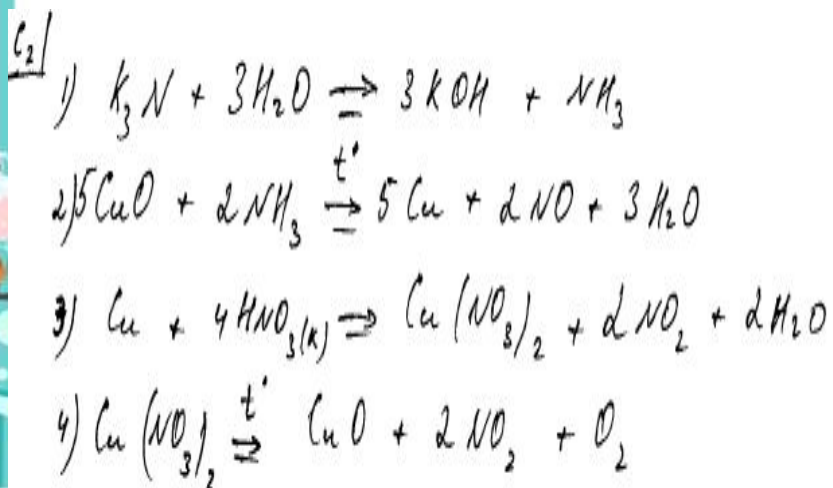 C₂
1) K₃N + 3H₂O ⇒ 3KOH + NH₃
2) 5CuO + 2NH₃ t° ⇒ 5Cu + 2NO + 3H₂O
3) Cu + 4HNO₃(к) ⇒ Cu(NO₃)₂ + 2NO₂ + 2H₂O
4) Cu(NO₃)₂ t° ⇒ CuO + 2NO₂ + O₂